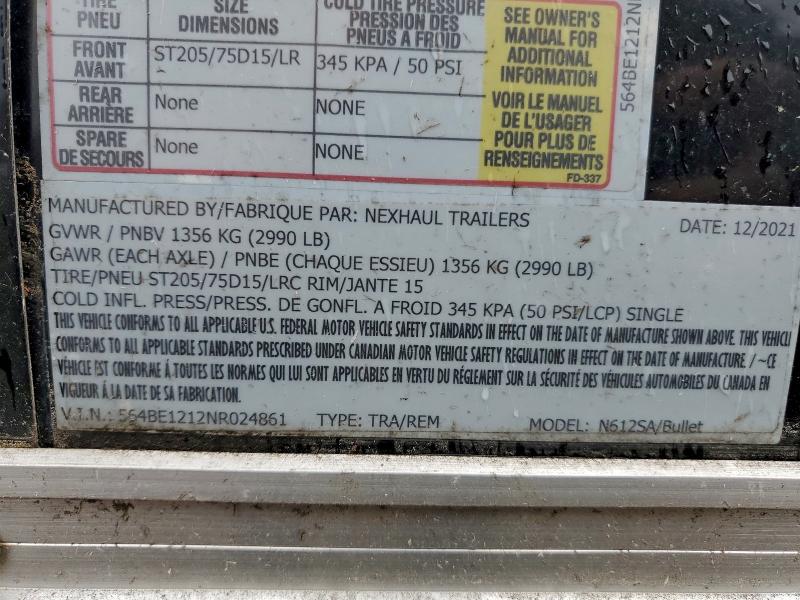 TIRE SIZE COLD TIRE PRESSURE
PNEU DIMENSIONS PRESSION DES
PNEUS A FROID
SEE OWNER'S
MANUAL FOR
ADDITIONAL
INFORMATION
VOIR LE MANUEL
DE L'USAGER
POUR PLUS DE
RENSEIGNEMENTS
FRONT ST205/75D15/LR 345 KPA / 50 PSI
AVANT
REAR None NONE
ARRIÈRE
SPARE None NONE
DE SECOURS
FD-337
564BE1212N
MANUFACTURED BY/FABRIQUE PAR: NEXHAUL TRAILERS DATE: 12/2021
GVWR / PNBV 1356 KG (2990 LB)
GAWR (EACH AXLE) / PNBE (CHAQUE ESSIEU) 1356 KG (2990 LB)
TIRE/PNEU ST205/75D15/LRC RIM/JANTE 15
COLD INFL. PRESS/PRESS. DE GONFL. A FROID 345 KPA (50 PSI/LCP) SINGLE
THIS VEHICLE CONFORMS TO ALL APPLICABLE U.S. FEDERAL MOTOR VEHICLE SAFETY STANDARDS IN EFFECT ON THE DATE OF MANUFACTURE SHOWN ABOVE. THIS VEHICL
CONFORMS TO ALL APPLICABLE STANDARDS PRESCRIBED UNDER CANADIAN MOTOR VEHICLE SAFETY REGULATIONS IN EFFECT ON THE DATE OF MANUFACTURE / ~CE
VÉHICLE EST CONFORME À TOUTES LES NORMES QUI LUI SONT APPLICABLES EN VERTU DU RÉGLEMENT SUR LA SÉCURITÉ DES VÉHICULES AUTOMOBILES DU CANADA EN
VIGUEUR À LA DATE DE SA FABRICATION.
V.I.N.: 564BE1212NR024861 TYPE: TRA/REM MODEL: N612SA/Bullet